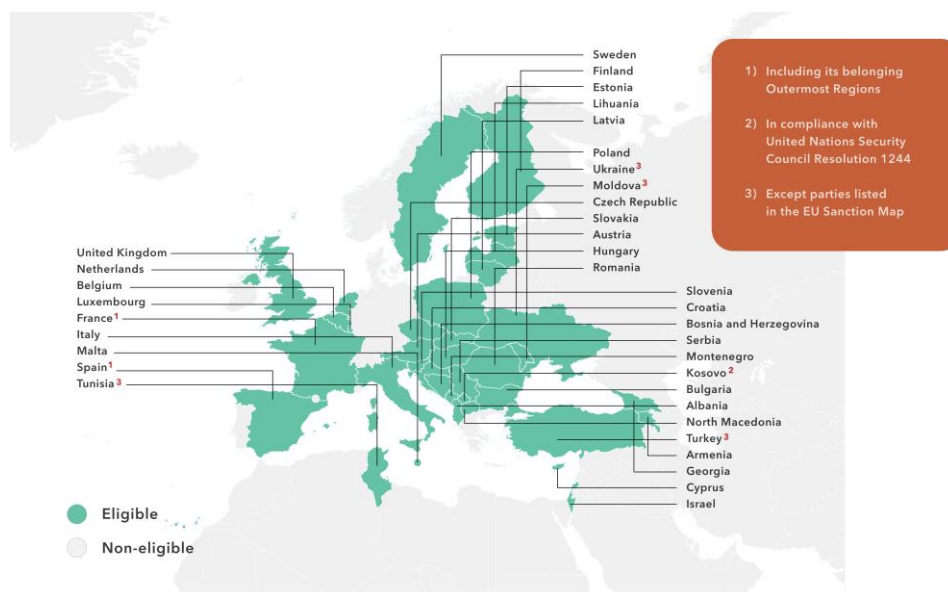 Sweden
Finland
Estonia
Lihuania
Latvia
Poland
Ukraine³
Moldova³
Czech Republic
Slovakia
Austria
Hungary
Romania
United Kingdom
Netherlands
Belgium
Luxembourg
France¹
Italy
Malta
Spain¹
Tunisia³
Slovenia
Croatia
Bosnia and Herzegovina
Serbia
Montenegro
Kosovo²
Bulgaria
Albania
North Macedonia
Turkey³
Armenia
Georgia
Cyprus
Israel
1) Including its belonging
Outermost Regions
2) In compliance with
United Nations Security
Council Resolution 1244
3) Except parties listed
in the EU Sanction Map
Eligible
Non-eligible